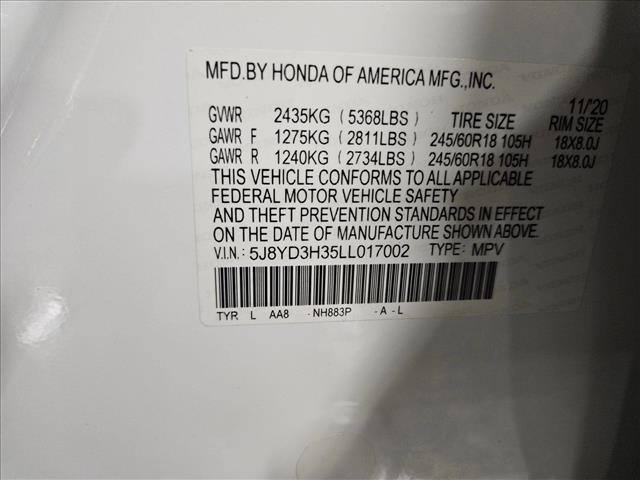 MFD.BY HONDA OF AMERICA MFG.,INC.
11/'20
GVWR 2435KG (5368LBS) TIRE SIZE RIM SIZE
GAWR F 1275KG (2811LBS) 245/60R18 105H 18X8.0J
GAWR R 1240KG (2734LBS) 245/60R18 105H 18X8.0J
THIS VEHICLE CONFORMS TO ALL APPLICABLE
FEDERAL MOTOR VEHICLE SAFETY
AND THEFT PREVENTION STANDARDS IN EFFECT
ON THE DATE OF MANUFACTURE SHOWN ABOVE.
V.I.N.: 5J8YD3H35LL017002 TYPE: MPV
TYR L AA8 -NH883P -A-L